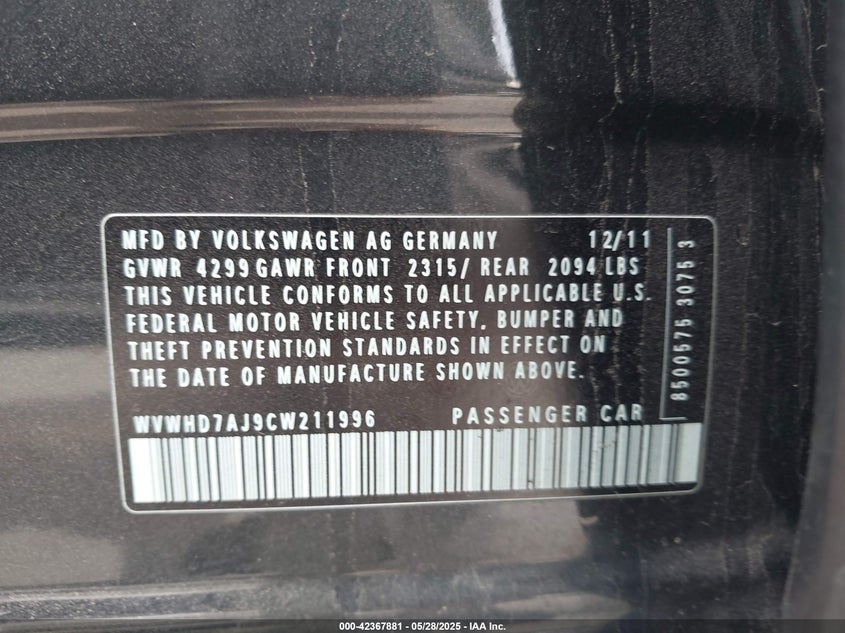 MFD BY VOLKSWAGEN AG GERMANY 12/11
GVWR 4299 GAWR FRONT 2315/ REAR 2094 LBS
THIS VEHICLE CONFORMS TO ALL APPLICABLE U.S.
FEDERAL MOTOR VEHICLE SAFETY, BUMPER AND
THEFT PREVENTION STANDARDS IN EFFECT ON
THE DATE OF MANUFACTURE SHOWN ABOVE.
WVWHD7AJ9CW211996 PASSENGER CAR
8500575 3075 3
000-42367881 - 05/28/2025 - IAA Inc.